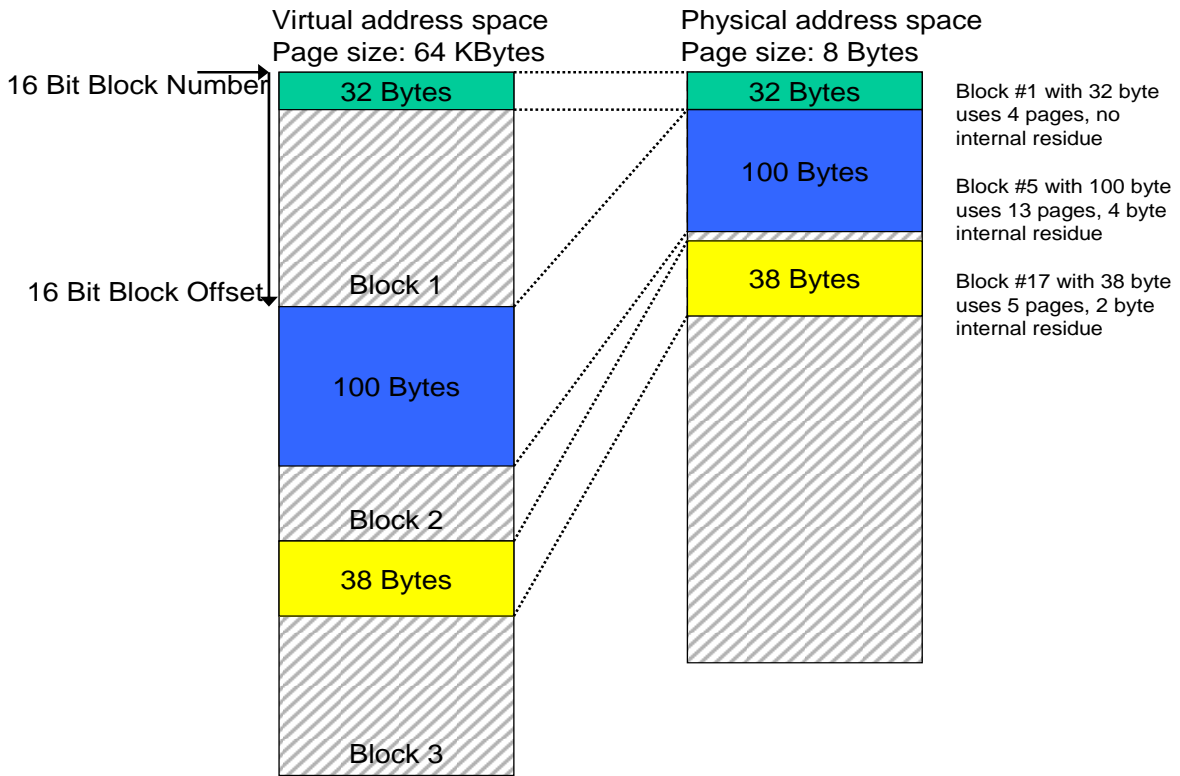 Virtual address space
Page size: 64 KBytes
Physical address space
Page size: 8 Bytes
16 Bit Block Number
32 Bytes
32 Bytes
Block #1 with 32 byte
uses 4 pages, no
internal residue
100 Bytes
Block #5 with 100 byte
uses 13 pages, 4 byte
internal residue
16 Bit Block Offset
Block 1
38 Bytes
Block #17 with 38 byte
uses 5 pages, 2 byte
internal residue
100 Bytes
Block 2
38 Bytes
Block 3